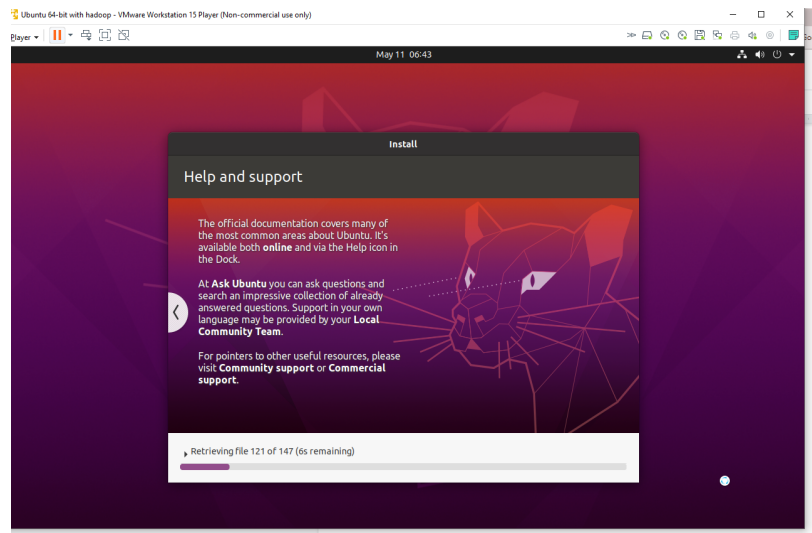 Ubuntu 64-bit with hadoop - VMware Workstation 15 Player (Non-commercial use only)
Player
May 11 06:43
Install
Help and support
The official documentation covers many of
the most common areas about Ubuntu. It's
available both online and via the Help icon in
the Dock.
At Ask Ubuntu you can ask questions and
search an impressive collection of already
answered questions. Support in your own
language may be provided by your Local
Community Team.
For pointers to other useful resources, please
visit Community support or Commercial
support.
Retrieving file 121 of 147 (6s remaining)